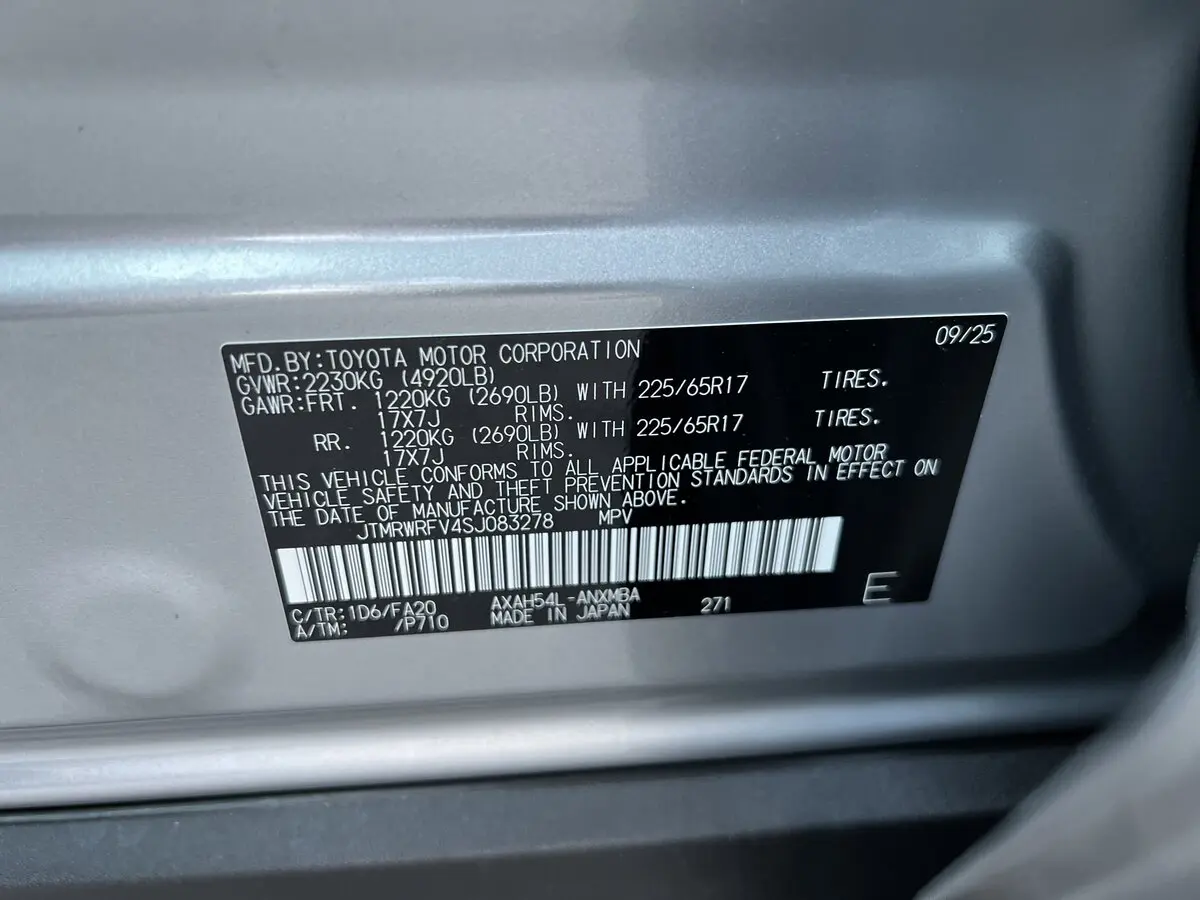 09/25
MFD.BY:TOYOTA MOTOR CORPORATION
GVWR:2230KG (4920LB)
GAWR:FRT. 1220KG (2690LB) WITH 225/65R17 TIRES.
17X7J RIMS.
RR. 1220KG (2690LB) WITH 225/65R17 TIRES.
17X7J RIMS.
THIS VEHICLE CONFORMS TO ALL APPLICABLE FEDERAL MOTOR
VEHICLE SAFETY AND THEFT PREVENTION STANDARDS IN EFFECT ON
THE DATE OF MANUFACTURE SHOWN ABOVE.
JTMRWRFV4SJ083278 MPV
C/TR:1D6/FA20 AXAH54L-ANXMBA 271 E
A/TM: /P710 MADE IN JAPAN